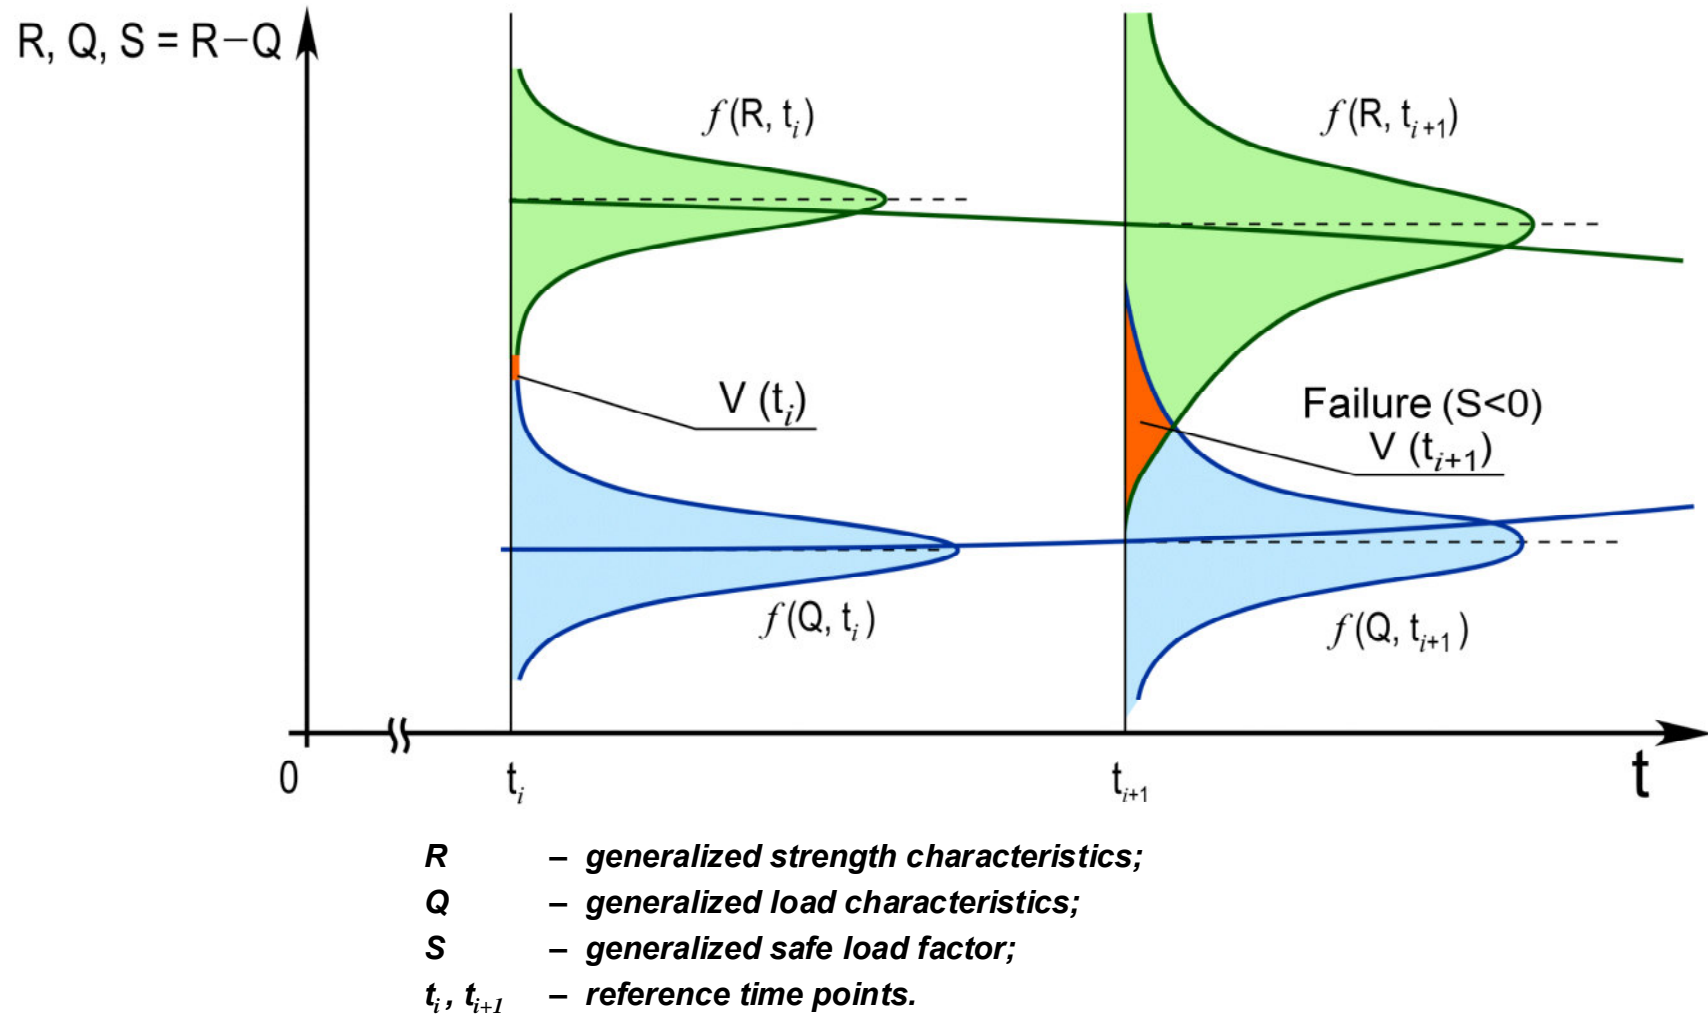 R, Q, S = R−Q
f(R, tᵢ)
f(R, tᵢ₊₁)
V (tᵢ)
Failure (S<0)
V (tᵢ₊₁)
f(Q, tᵢ)
f(Q, tᵢ₊₁)
0
tᵢ
tᵢ₊₁
t
R – generalized strength characteristics;
Q – generalized load characteristics;
S – generalized safe load factor;
tᵢ, tᵢ₊₁ – reference time points.